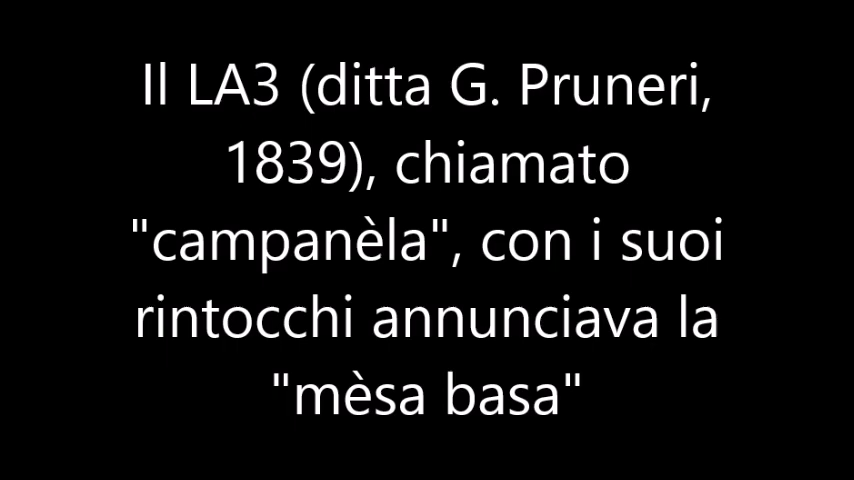 Il LA3 (ditta G. Pruneri,
1839), chiamato
"campanèla", con i suoi
rintocchi annunciava la
"mèsa basa"